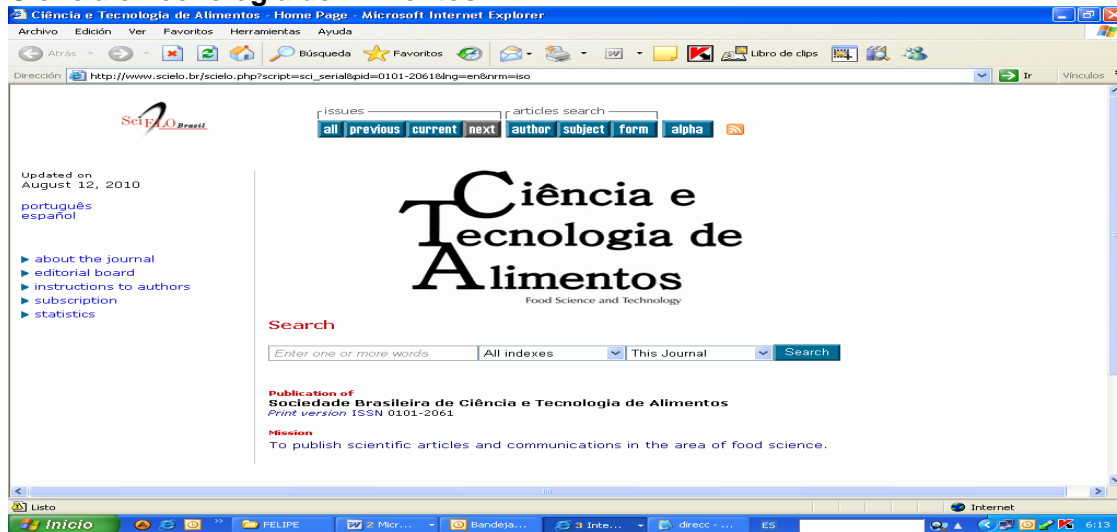 Ciência e Tecnologia de Alimentos - Home Page - Microsoft Internet Explorer
Archivo Edición Ver Favoritos Herramientas Ayuda
Atrás Búsqueda Favoritos Libro de clips
Dirección http://www.scielo.br/scielo.php?script=sci_serial&pid=0101-2061&lng=en&nrm=iso Ir Vínculos
SciELO Brazil
issues articles search
all previous current next author subject form alpha
Updated on
August 12, 2010
português
español
about the journal
editorial board
instructions to authors
subscription
statistics
Ciência e
Tecnologia de
Alimentos
Food Science and Technology
Search
Enter one or more words All indexes This Journal Search
Publication of
Sociedade Brasileira de Ciência e Tecnologia de Alimentos
Print version ISSN 0101-2061
Mission
To publish scientific articles and communications in the area of food science.
Listo Internet
Inicio FELIPE 2 Micr... Bandeja... 3 Inte... direcc - ... ES 6:13